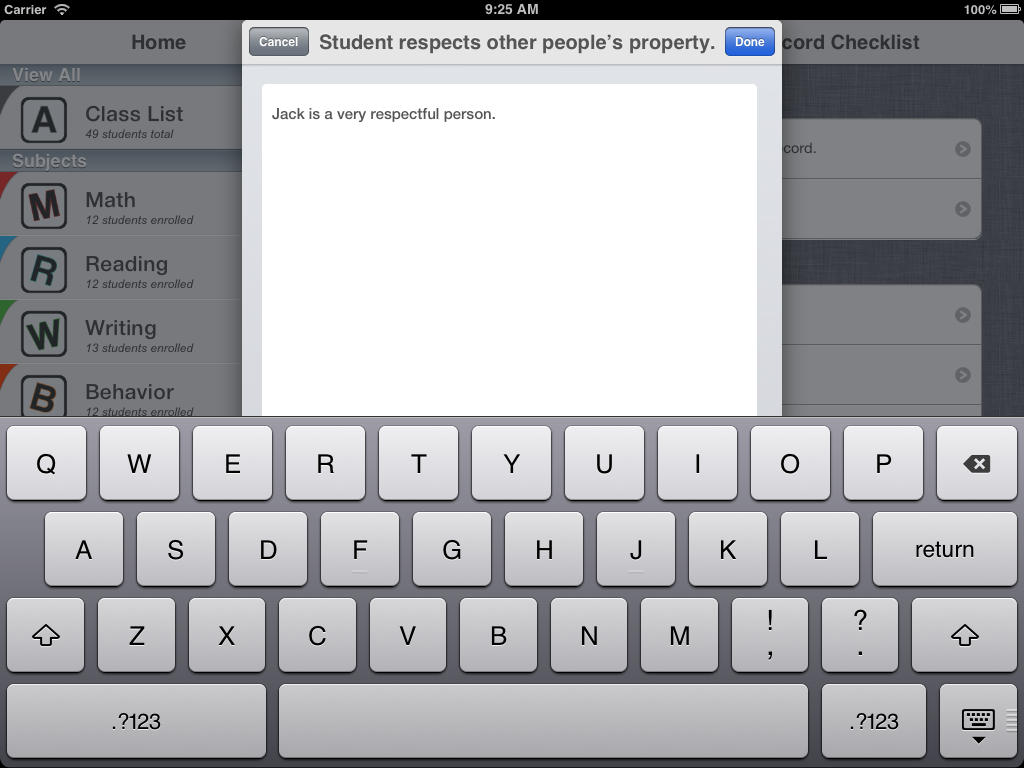 Carrier 9:25 AM 100%
Home Cancel Student respects other people’s property. Done cord Checklist
View All
A Class List
49 students total
Jack is a very respectful person.
cord.
Subjects
M Math
12 students enrolled
R Reading
12 students enrolled
W Writing
13 students enrolled
B Behavior
12 students enrolled
Q W E R T Y U I O P
A S D F G H J K L return
Z X C V B N M ! , ? .
.?123 .?123